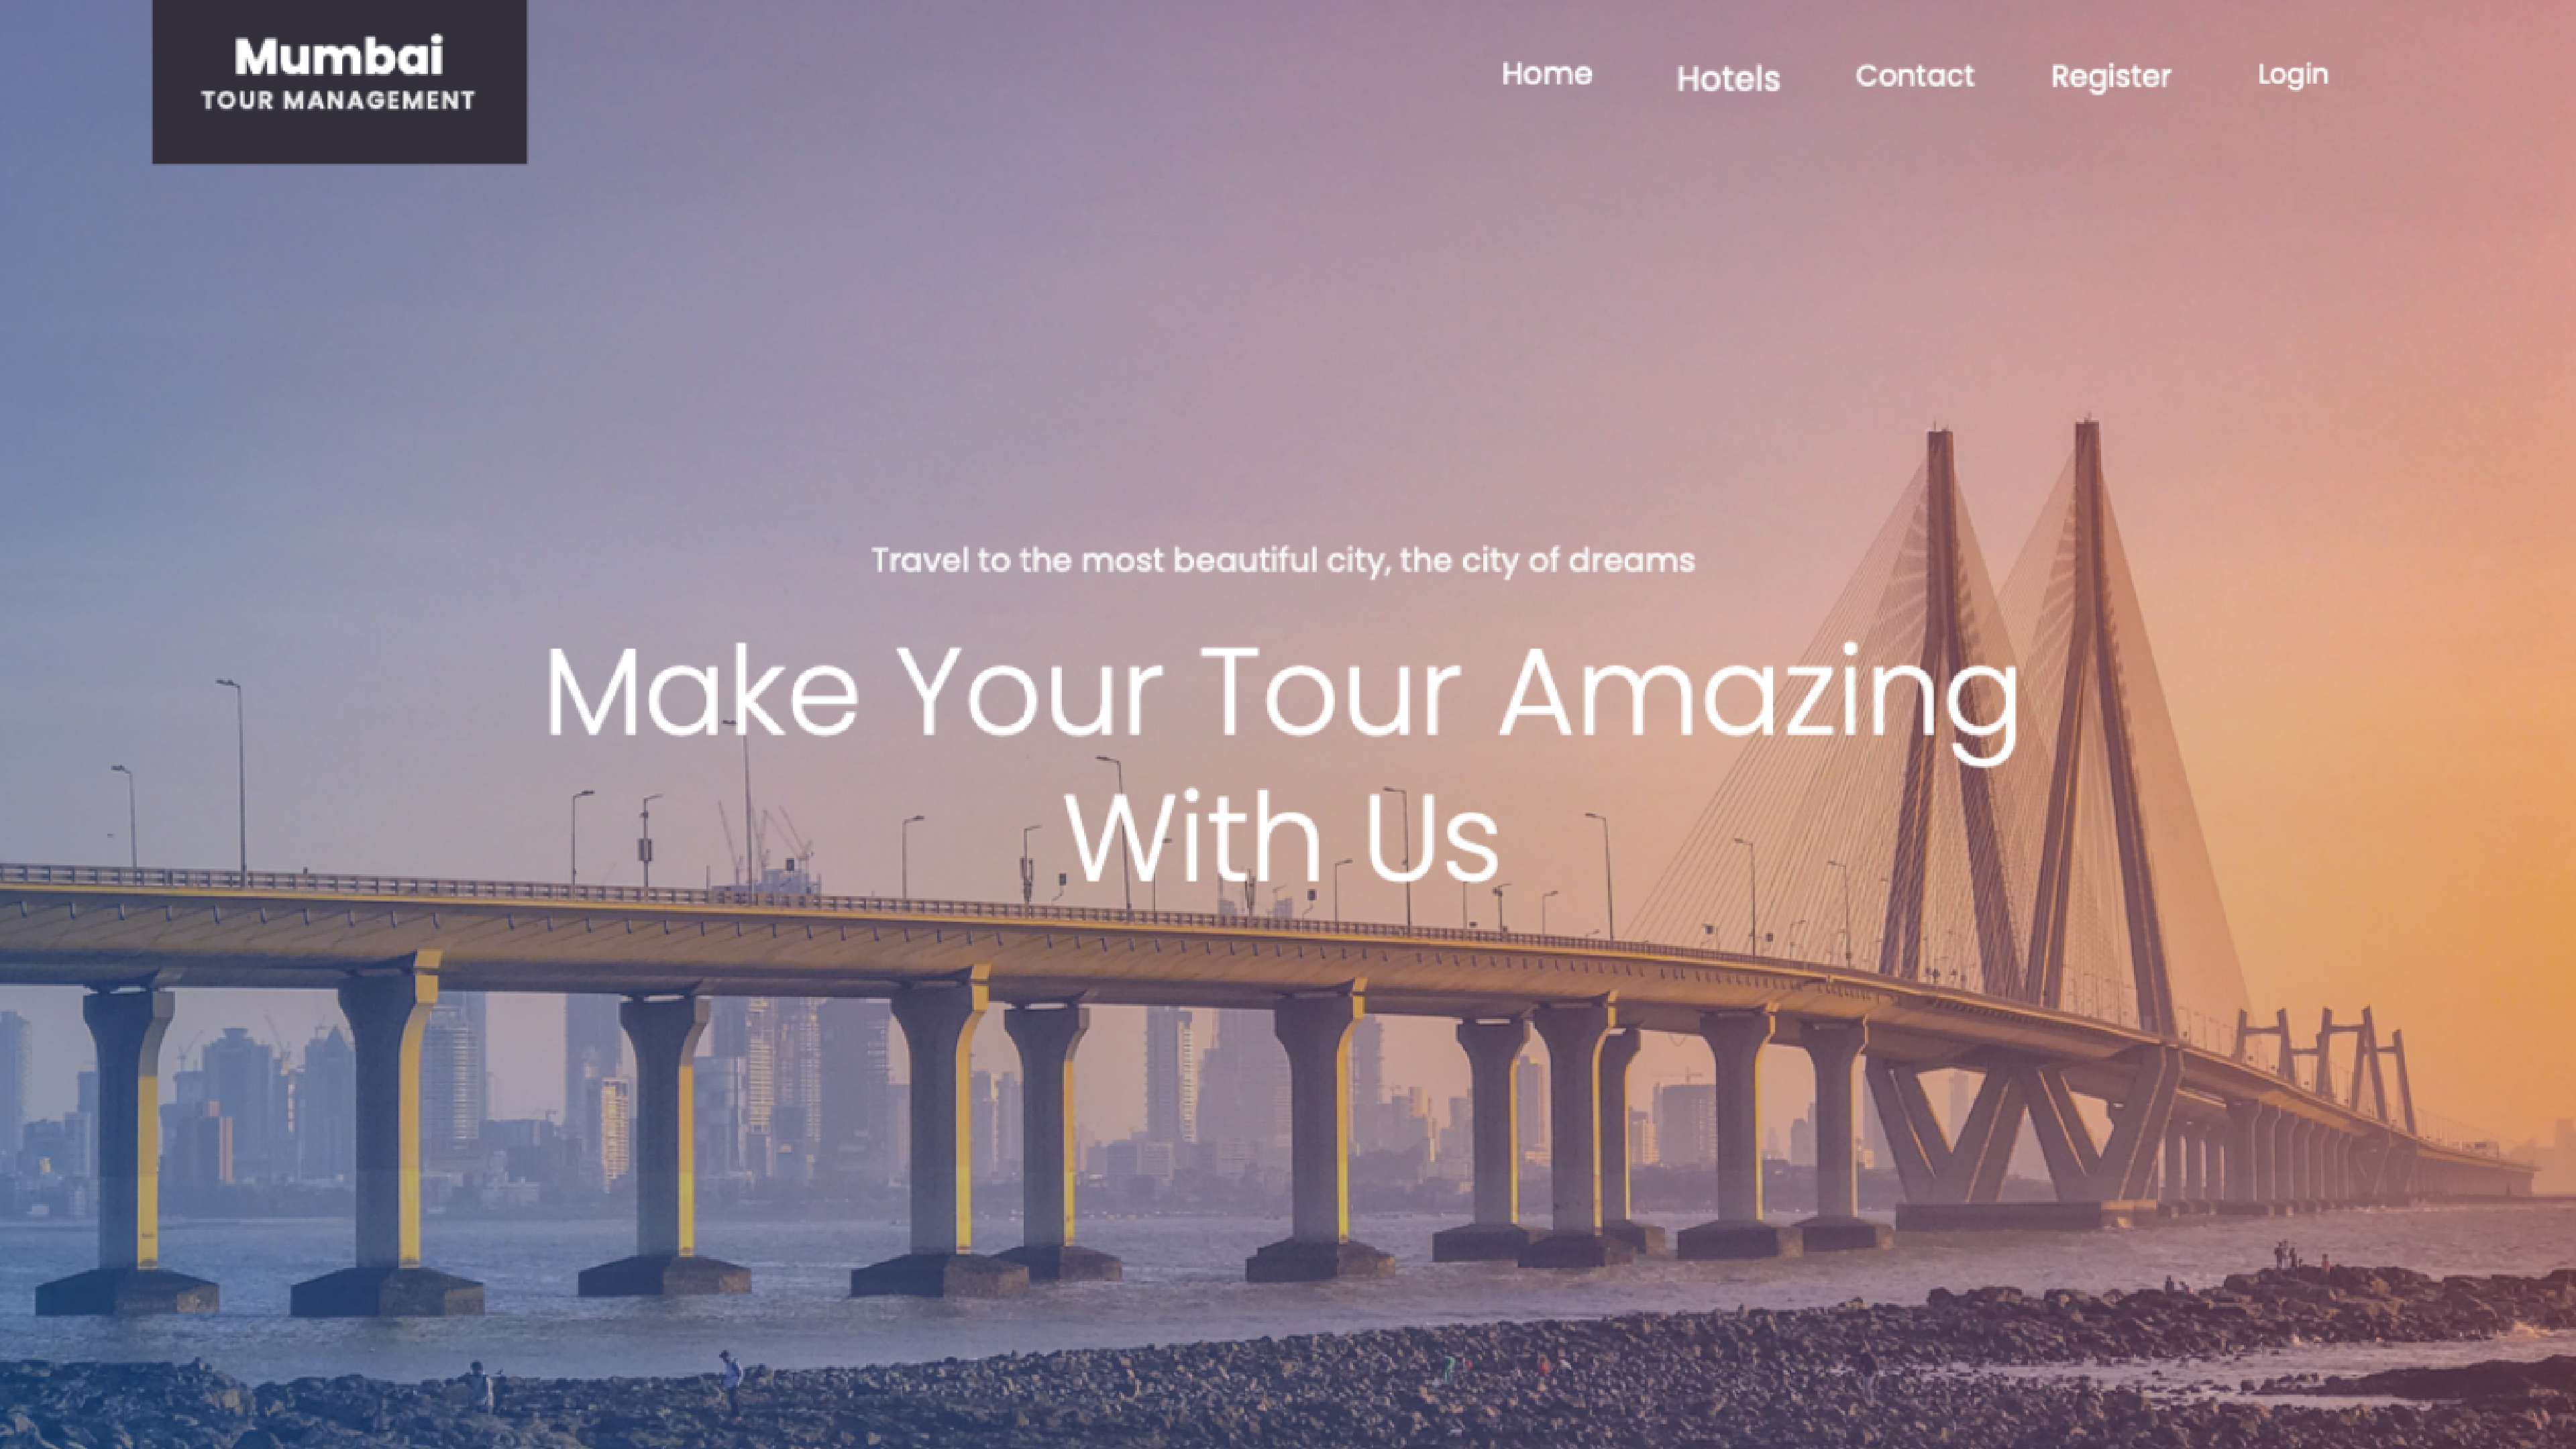 Mumbai
TOUR MANAGEMENT
Home Hotels Contact Register Login
Travel to the most beautiful city, the city of dreams
Make Your Tour Amazing
With Us